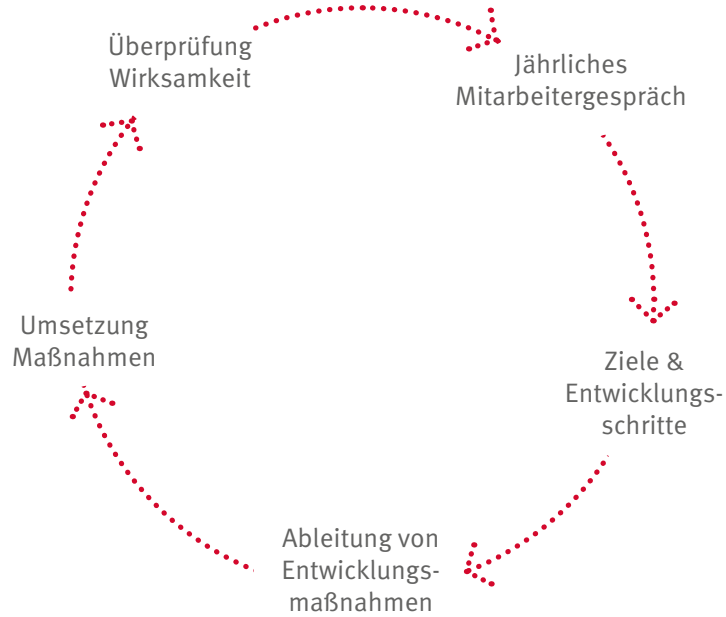 Überprüfung
Wirksamkeit
Jährliches
Mitarbeitergespräch
Ziele &
Entwicklungs-
schritte
Ableitung von
Entwicklungs-
maßnahmen
Umsetzung
Maßnahmen